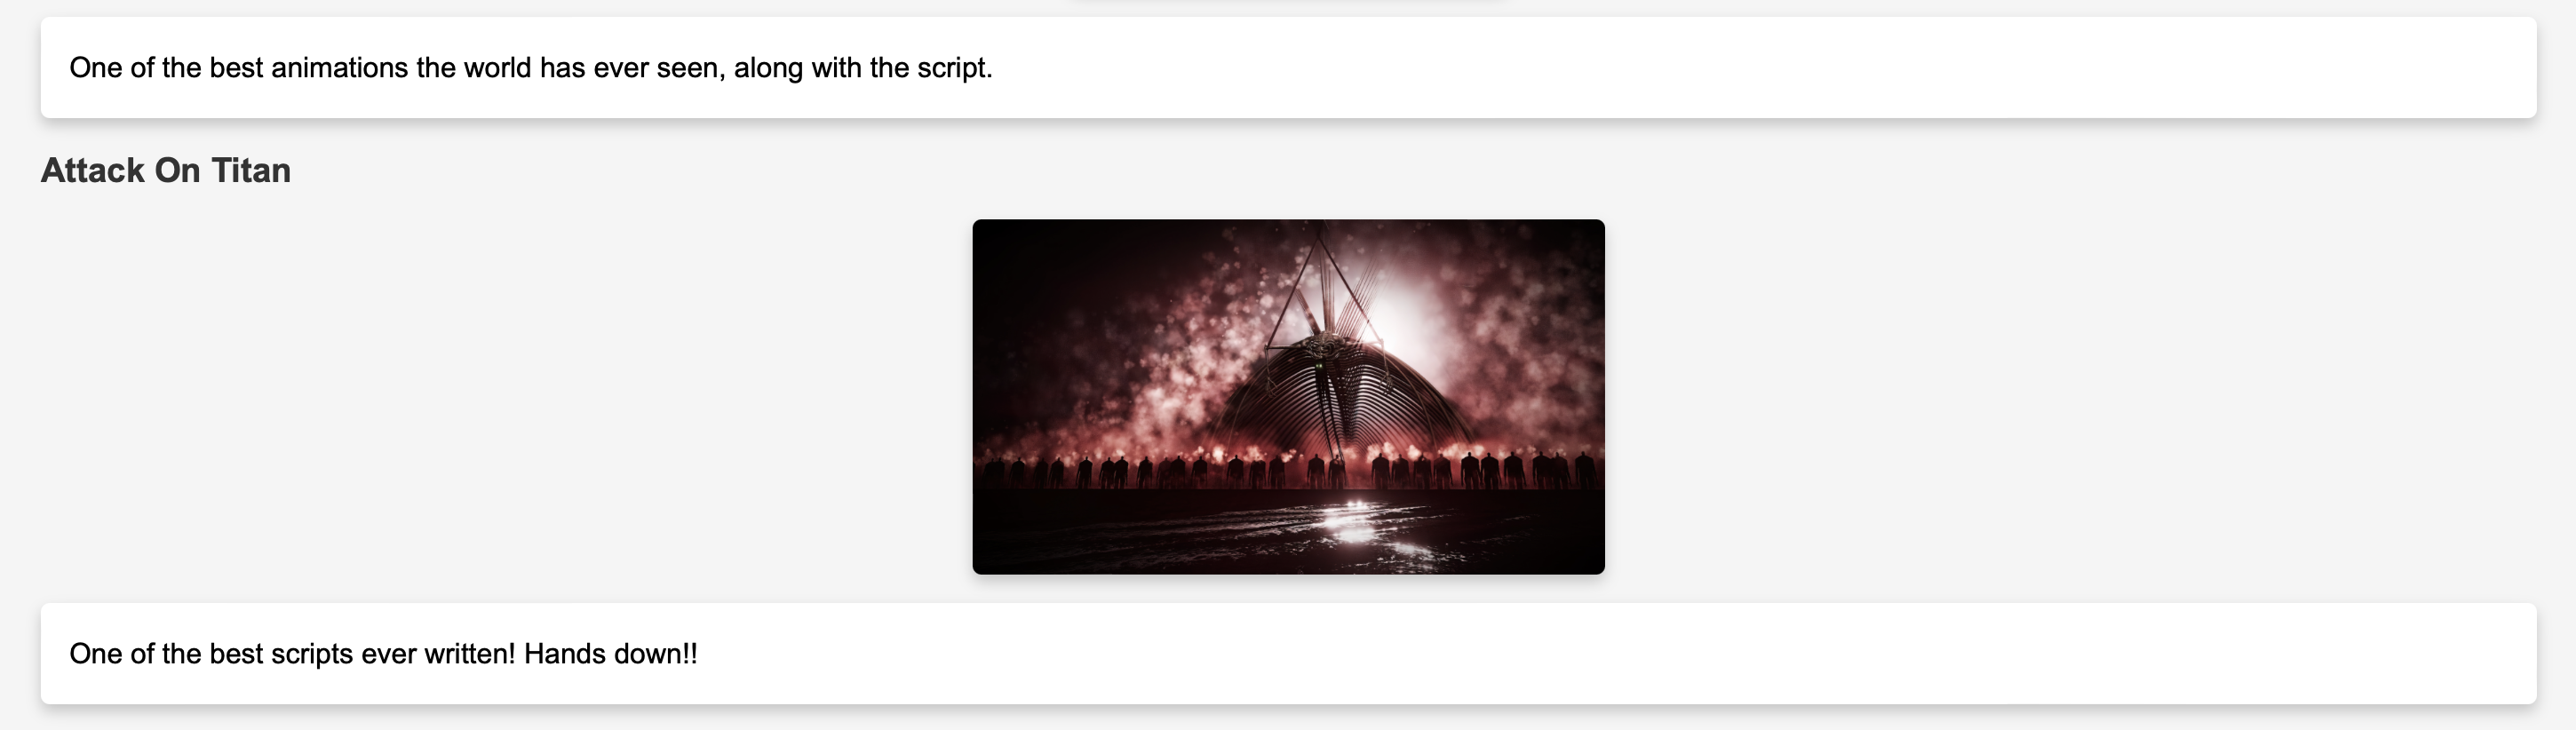 One of the best animations the world has ever seen, along with the script.
Attack On Titan
One of the best scripts ever written! Hands down!!